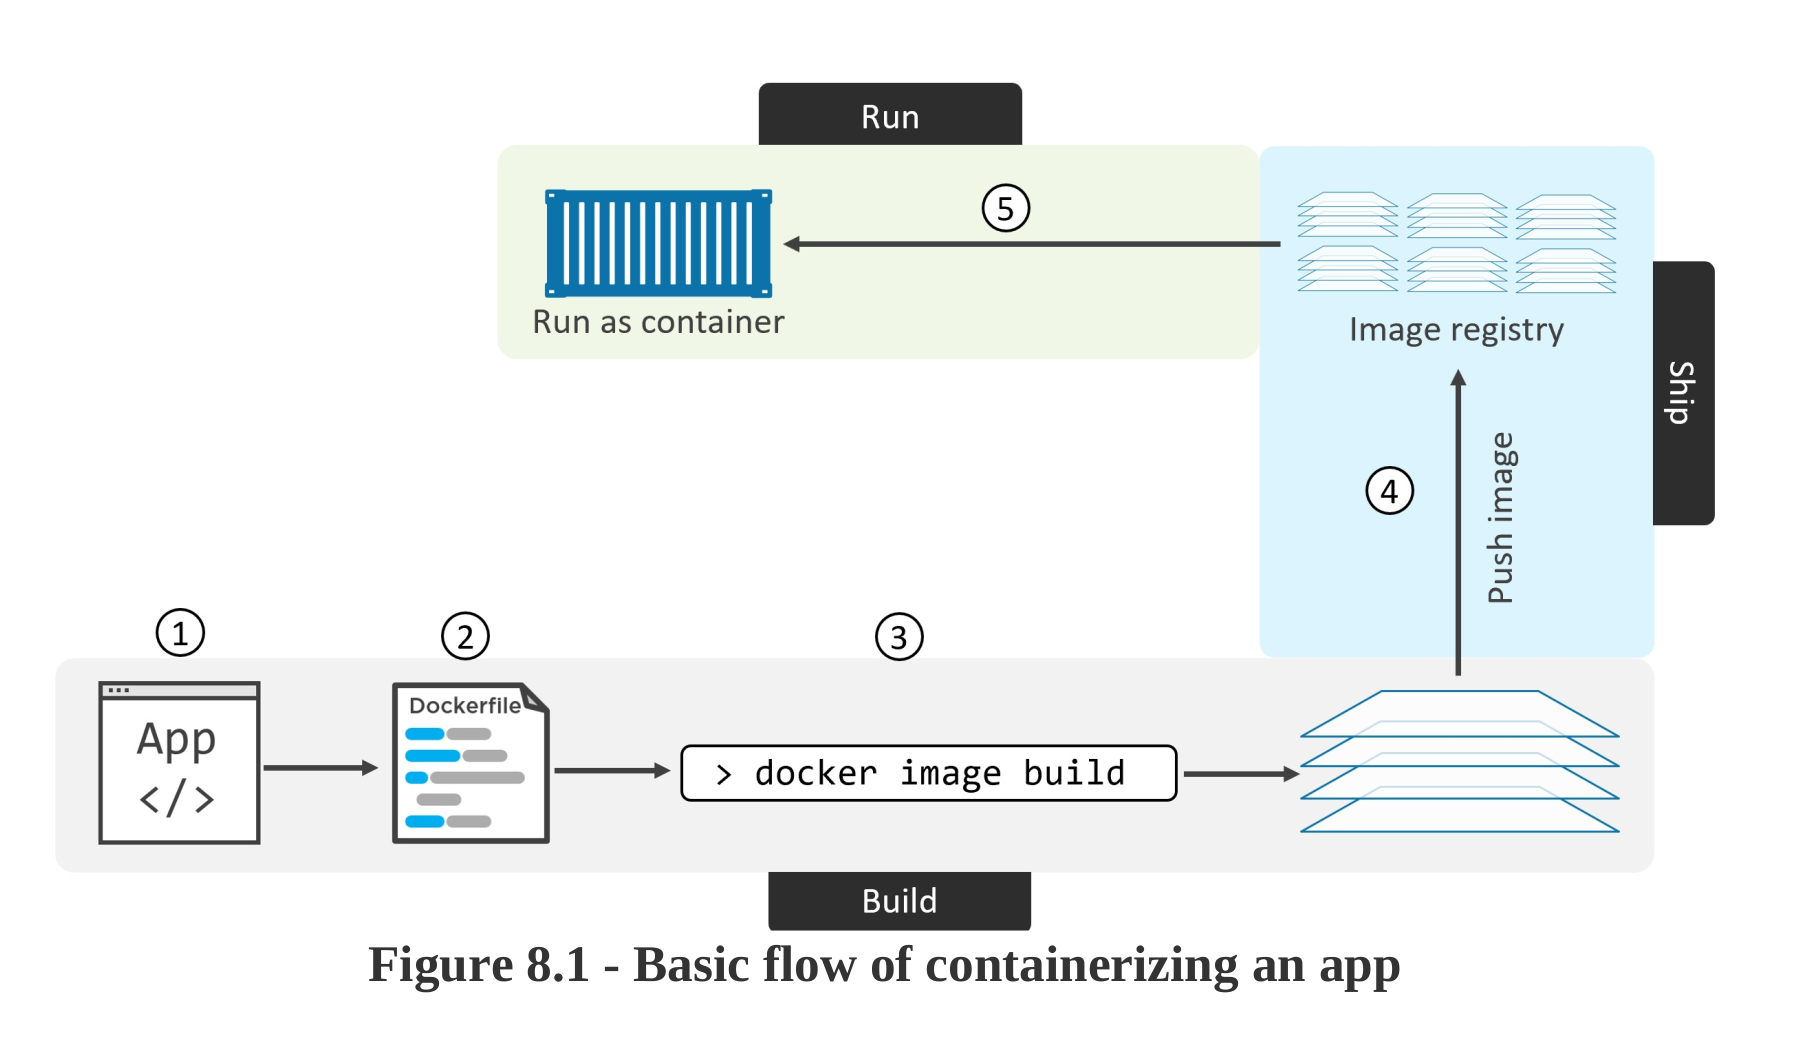 Run
5
Run as container
Image registry
Ship
4
Push image
1
2
3
App
</>
Dockerfile
> docker image build
Build
Figure 8.1 - Basic flow of containerizing an app